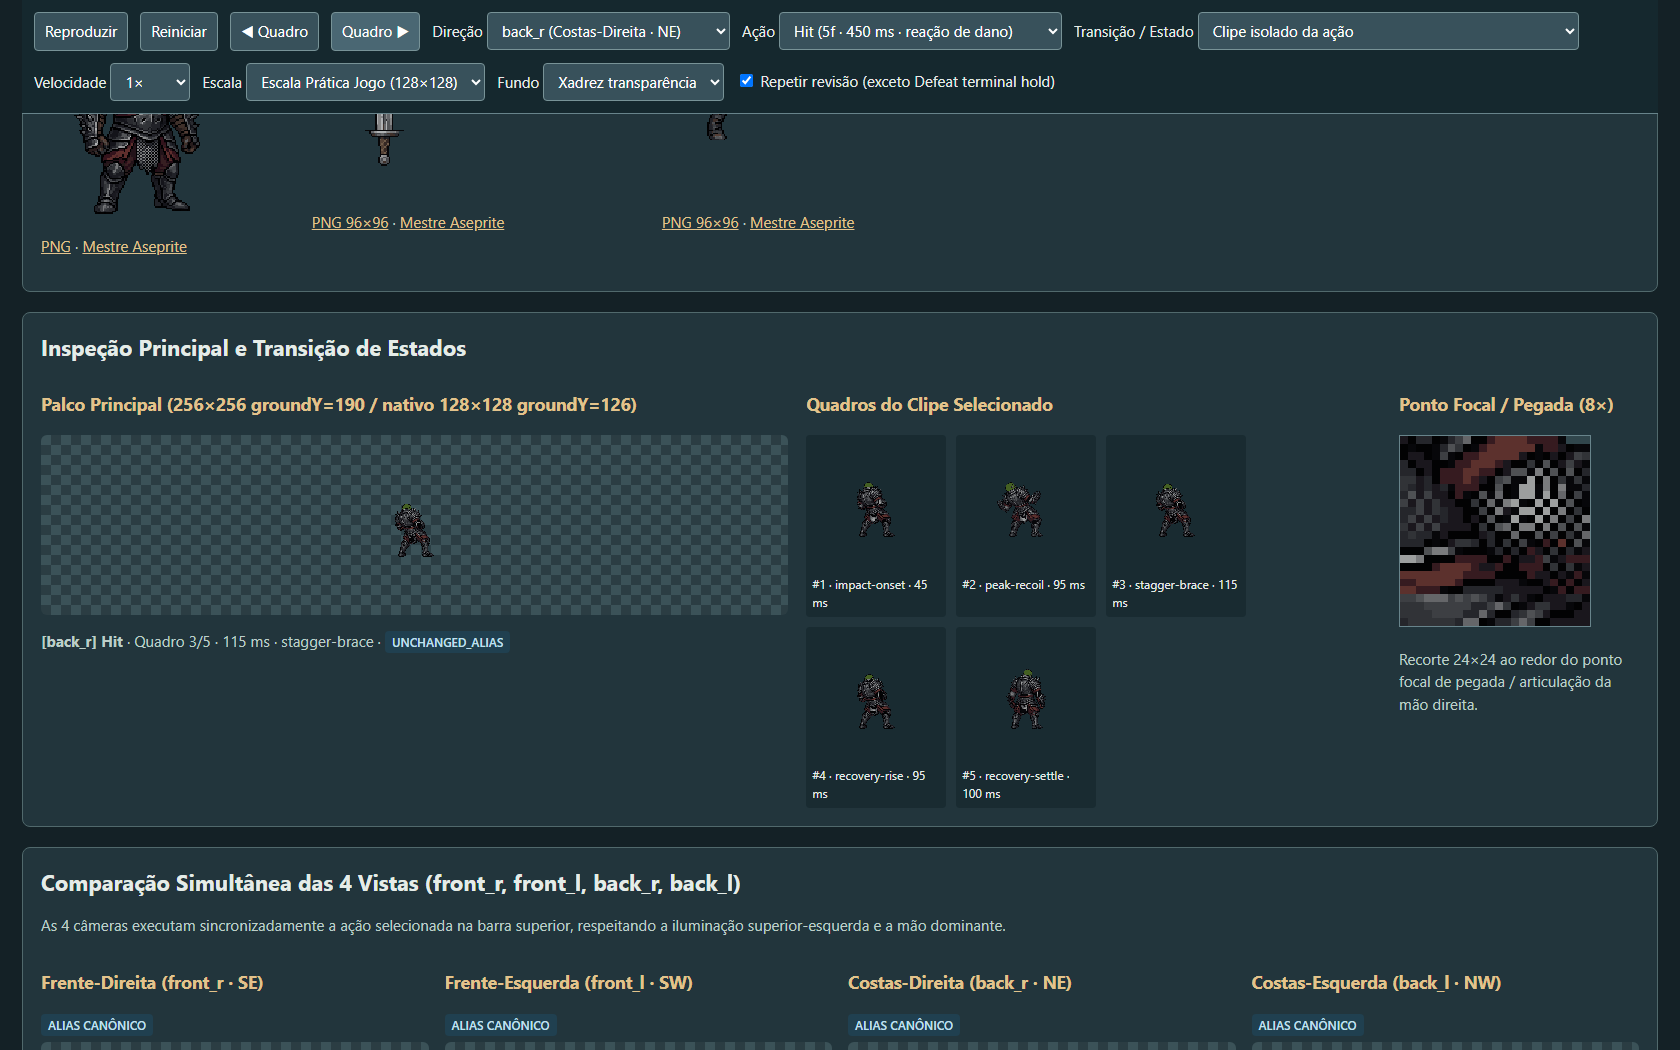 Reproduzir
Reiniciar
◀ Quadro
Quadro ▶
Direção
back_r (Costas-Direita · NE)
Ação
Hit (5f · 450 ms · reação de dano)
Transição / Estado
Clipe isolado da ação
Velocidade
1×
Escala
Escala Prática Jogo (128×128)
Fundo
Xadrez transparência
Repetir revisão (exceto Defeat terminal hold)
PNG 96×96 · Mestre Aseprite
PNG 96×96 · Mestre Aseprite
PNG · Mestre Aseprite
Inspeção Principal e Transição de Estados
Palco Principal (256×256 groundY=190 / nativo 128×128 groundY=126)
[back_r] Hit · Quadro 3/5 · 115 ms · stagger-brace · UNCHANGED_ALIAS
Quadros do Clipe Selecionado
#1 · impact-onset · 45
ms
#2 · peak-recoil · 95 ms
#3 · stagger-brace · 115
ms
#4 · recovery-rise · 95
ms
#5 · recovery-settle ·
100 ms
Ponto Focal / Pegada (8×)
Recorte 24×24 ao redor do ponto
focal de pegada / articulação da
mão direita.
Comparação Simultânea das 4 Vistas (front_r, front_l, back_r, back_l)
As 4 câmeras executam sincronizadamente a ação selecionada na barra superior, respeitando a iluminação superior-esquerda e a mão dominante.
Frente-Direita (front_r · SE)
ALIAS CANÔNICO
Frente-Esquerda (front_l · SW)
ALIAS CANÔNICO
Costas-Direita (back_r · NE)
ALIAS CANÔNICO
Costas-Esquerda (back_l · NW)
ALIAS CANÔNICO